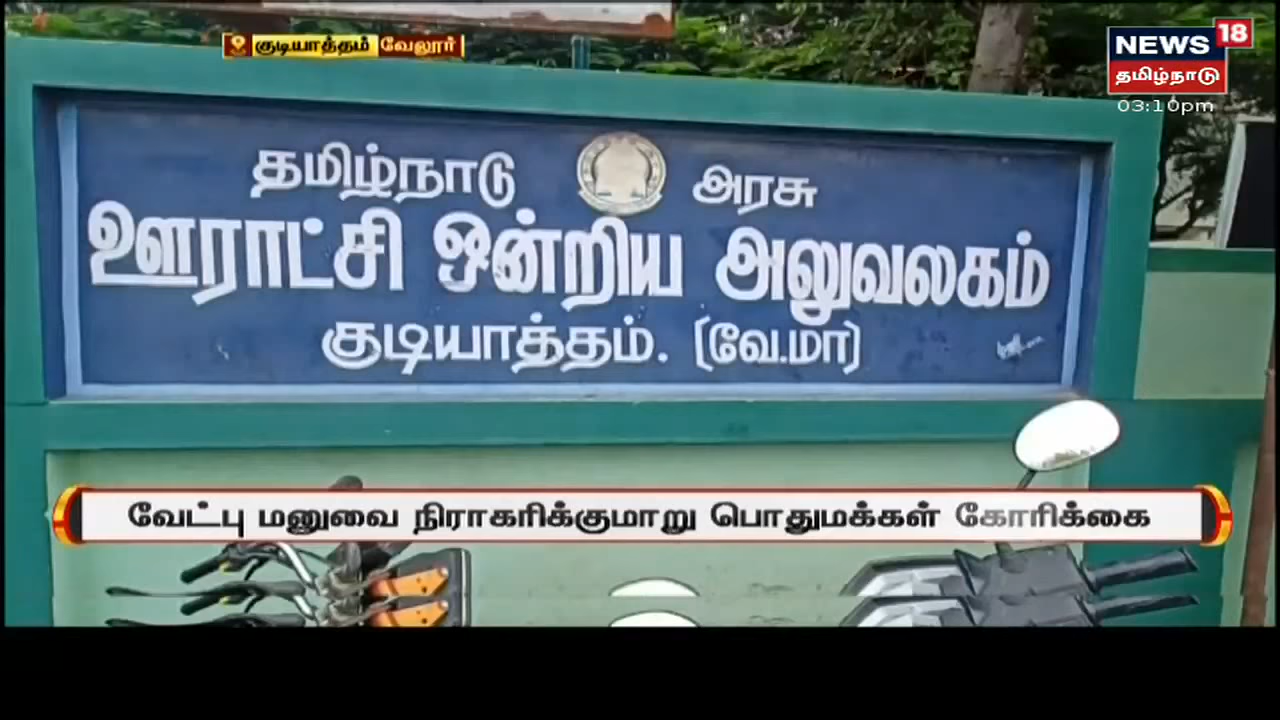 குடியாத்தம் வேலூர்
NEWS 18
தமிழ்நாடு
03:10pm
தமிழ்நாடு அரசு
ஊராட்சி ஒன்றிய அலுவலகம்
குடியாத்தம். (வே.மா)
வேட்பு மனுவை நிராகரிக்குமாறு பொதுமக்கள் கோரிக்கை